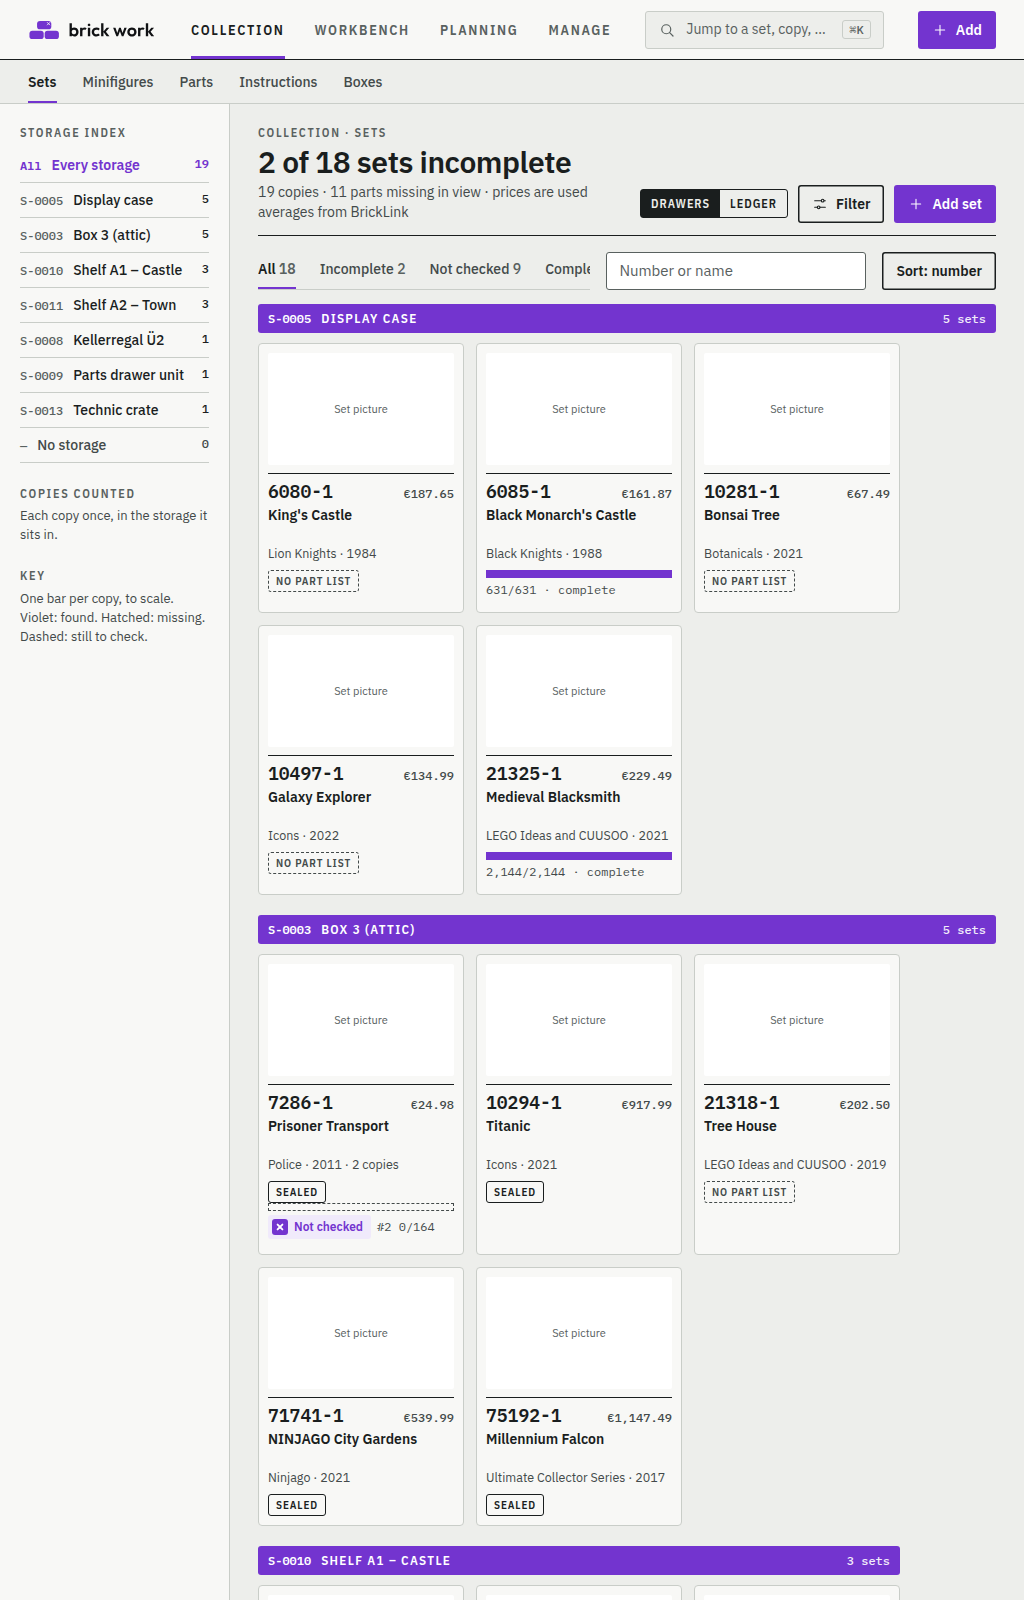 brick work
COLLECTION
WORKBENCH
PLANNING
MANAGE
Jump to a set, copy, ...
⌘K
Add
Sets
Minifigures
Parts
Instructions
Boxes
STORAGE INDEX
All Every storage 19
S-0005 Display case 5
S-0003 Box 3 (attic) 5
S-0010 Shelf A1 – Castle 3
S-0011 Shelf A2 – Town 3
S-0008 Kellerregal Ü2 1
S-0009 Parts drawer unit 1
S-0013 Technic crate 1
– No storage 0
COPIES COUNTED
Each copy once, in the storage it
sits in.
KEY
One bar per copy, to scale.
Violet: found. Hatched: missing.
Dashed: still to check.
COLLECTION · SETS
2 of 18 sets incomplete
19 copies · 11 parts missing in view · prices are used
averages from BrickLink
DRAWERS
LEDGER
Filter
Add set
All 18
Incomplete 2
Not checked 9
Comple
Number or name
Sort: number
S-0005 DISPLAY CASE 5 sets
Set picture
6080-1 €187.65
King's Castle
Lion Knights · 1984
NO PART LIST
Set picture
6085-1 €161.87
Black Monarch's Castle
Black Knights · 1988
631/631 · complete
Set picture
10281-1 €67.49
Bonsai Tree
Botanicals · 2021
NO PART LIST
Set picture
10497-1 €134.99
Galaxy Explorer
Icons · 2022
NO PART LIST
Set picture
21325-1 €229.49
Medieval Blacksmith
LEGO Ideas and CUUSOO · 2021
2,144/2,144 · complete
S-0003 BOX 3 (ATTIC) 5 sets
Set picture
7286-1 €24.98
Prisoner Transport
Police · 2011 · 2 copies
SEALED
Not checked #2 0/164
Set picture
10294-1 €917.99
Titanic
Icons · 2021
SEALED
Set picture
21318-1 €202.50
Tree House
LEGO Ideas and CUUSOO · 2019
NO PART LIST
Set picture
71741-1 €539.99
NINJAGO City Gardens
Ninjago · 2021
SEALED
Set picture
75192-1 €1,147.49
Millennium Falcon
Ultimate Collector Series · 2017
SEALED
S-0010 SHELF A1 – CASTLE 3 sets